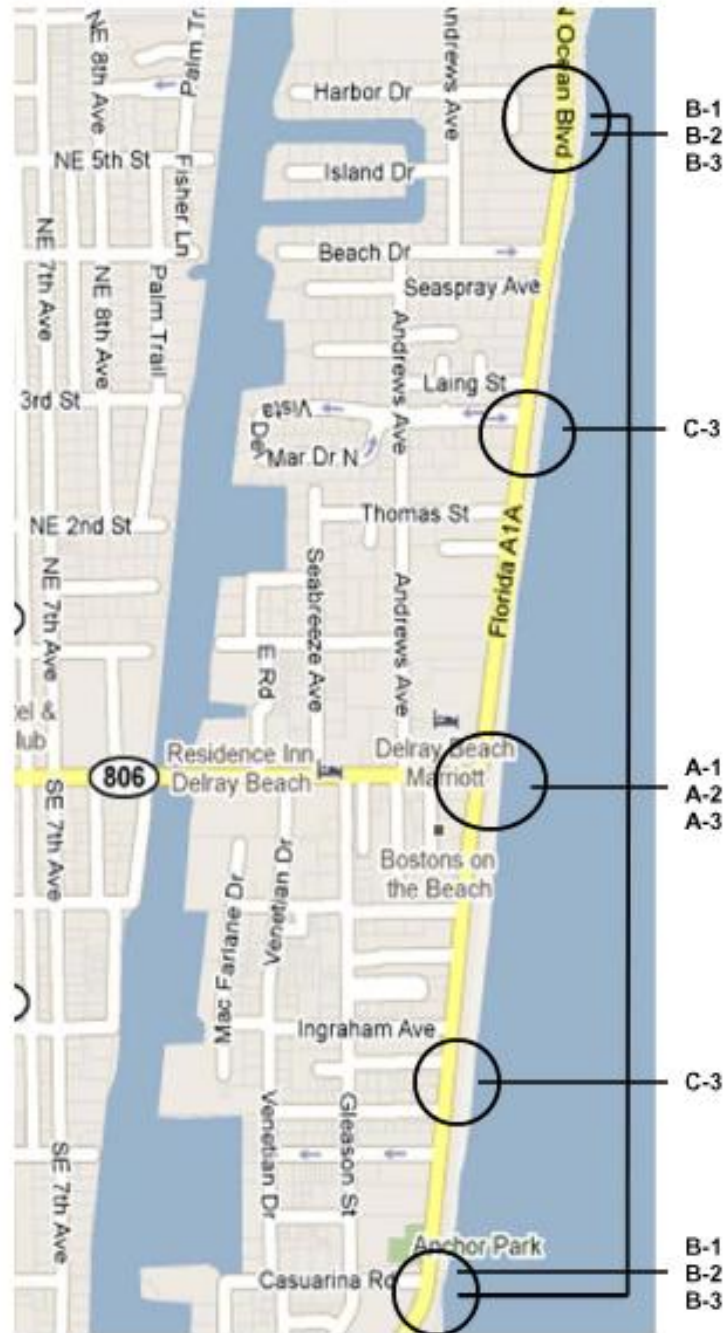 Palm Tr
NE 8th Ave
Andrews Ave
N Ocean Blvd
Harbor Dr
B-1
B-2
B-3
NE 5th St
Fisher Ln
Island Dr
NE 7th Ave
NE 8th Ave
Palm Trail
Beach Dr
Seaspray Ave
Andrews Ave
Laing St
3rd St
Vista
Del
Mar Dr N
C-3
NE 2nd St
Thomas St
Florida A1A
NE 7th Ave
Seabreeze Ave
Andrews Ave
E Rd
tel &
lub
806
Residence Inn
Delray Beach
Delray Beach
Marriott
A-1
A-2
A-3
SE 7th Ave
Bostons on
the Beach
Mac Farlane Dr
Venetian Dr
Ingraham Ave
C-3
Venetian Dr
Gleason St
SE 7th Ave
Anchor Park
Casuarina Rd
B-1
B-2
B-3